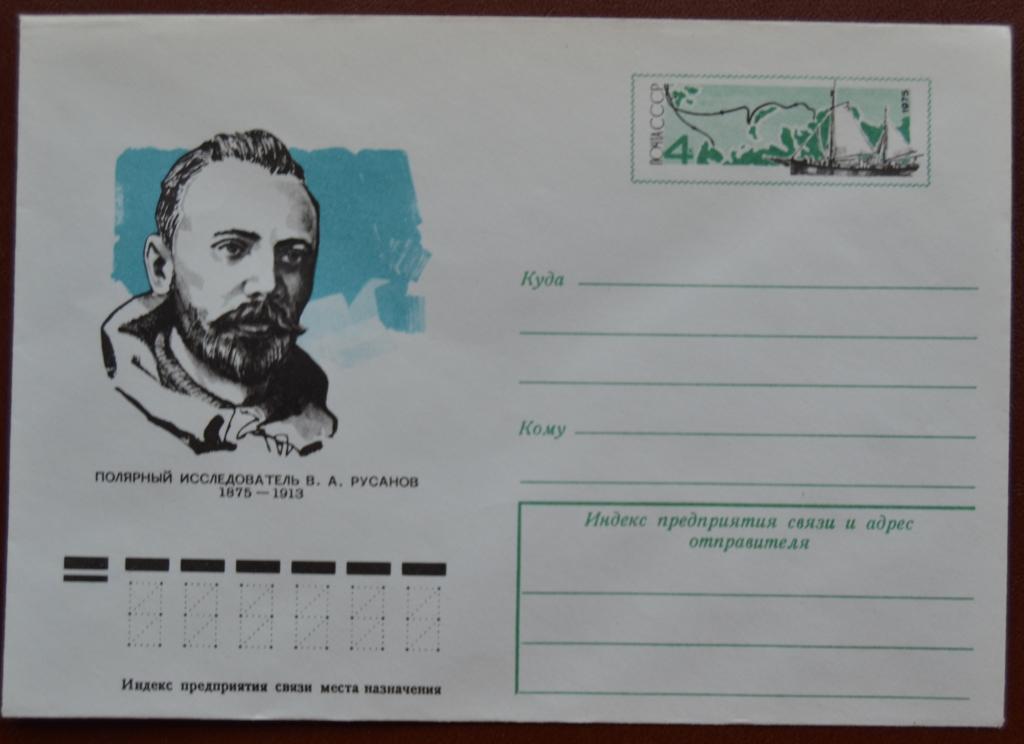 ПОЧТА СССР
4
1975
Куда
Кому
ПОЛЯРНЫЙ ИССЛЕДОВАТЕЛЬ В. А. РУСАНОВ
1875 — 1913
Индекс предприятия связи и адрес
отправителя
Индекс предприятия связи места назначения